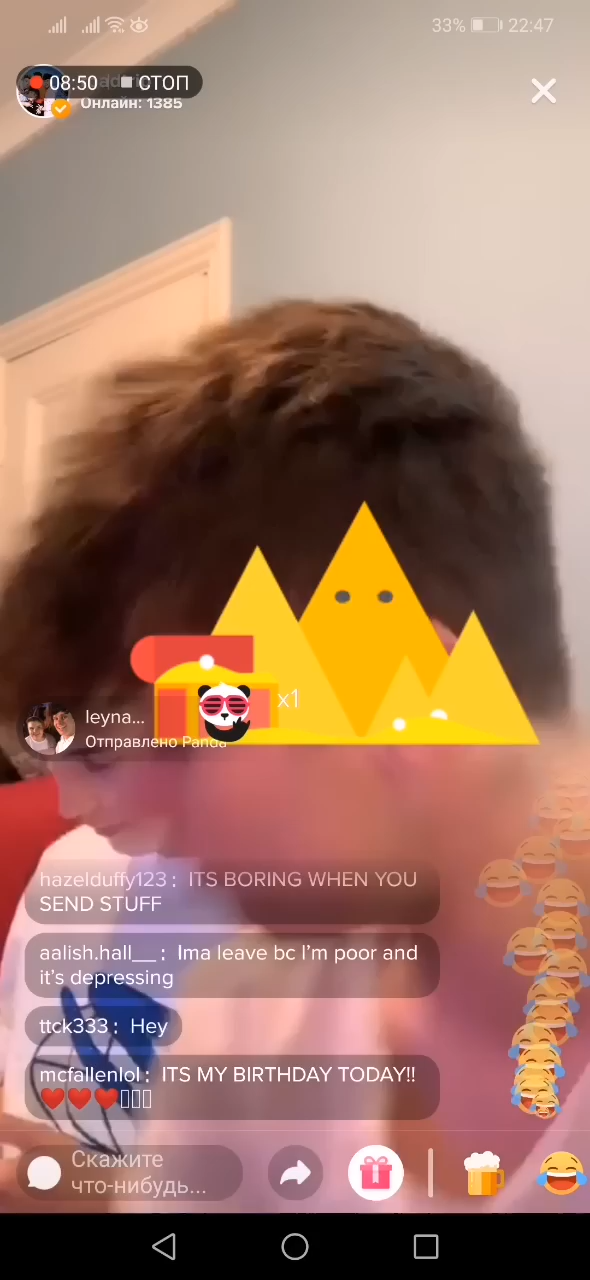 33% 22:47
08:50 СТОП
Онлайн: 1385
x1
leyna...
Отправлено Panda
hazelduffy123: ITS BORING WHEN YOU
SEND STUFF
aalish.hall__: Ima leave bc I'm poor and
it's depressing
ttck333: Hey
mcfallenlol: ITS MY BIRTHDAY TODAY!!
❤️❤️❤️
Скажите
что-нибудь...